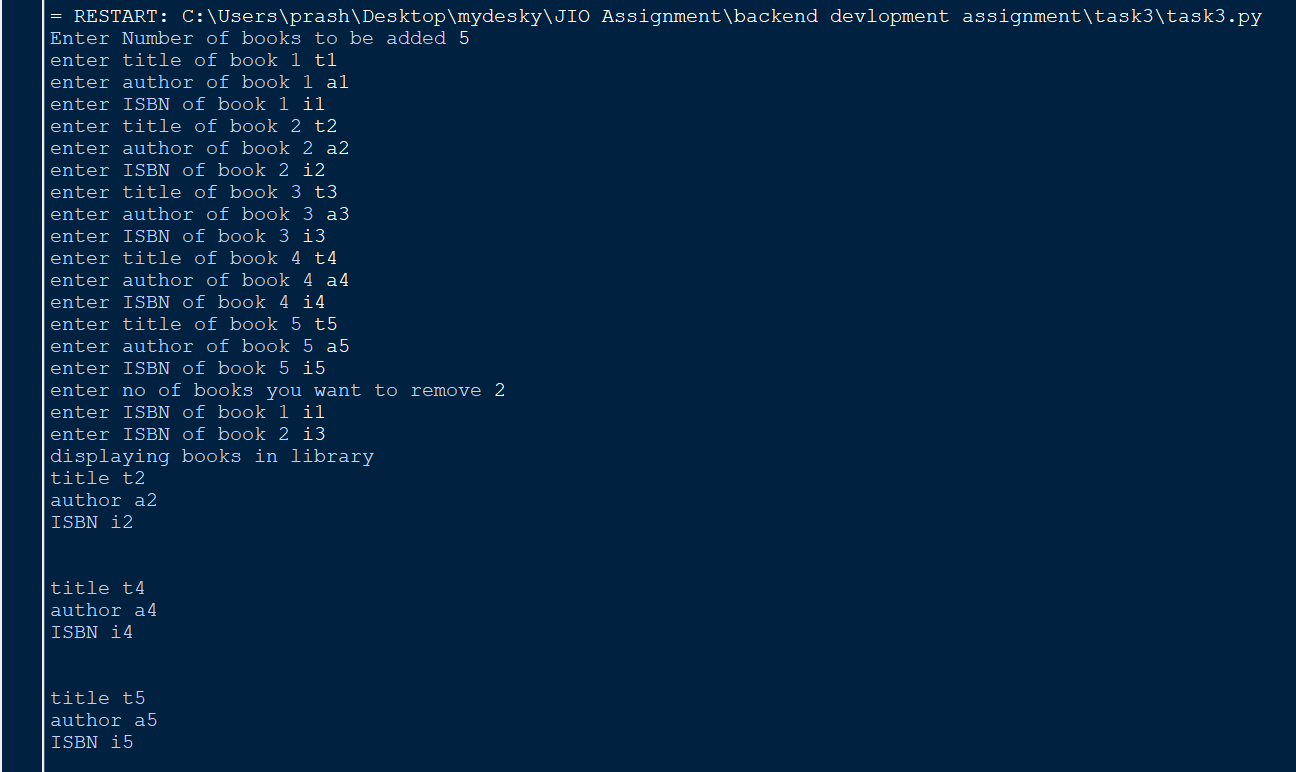 = RESTART: C:\Users\prash\Desktop\mydesky\JIO Assignment\backend devlopment assignment\task3\task3.py
Enter Number of books to be added 5
enter title of book 1 t1
enter author of book 1 a1
enter ISBN of book 1 i1
enter title of book 2 t2
enter author of book 2 a2
enter ISBN of book 2 i2
enter title of book 3 t3
enter author of book 3 a3
enter ISBN of book 3 i3
enter title of book 4 t4
enter author of book 4 a4
enter ISBN of book 4 i4
enter title of book 5 t5
enter author of book 5 a5
enter ISBN of book 5 i5
enter no of books you want to remove 2
enter ISBN of book 1 i1
enter ISBN of book 2 i3
displaying books in library
title t2
author a2
ISBN i2
title t4
author a4
ISBN i4
title t5
author a5
ISBN i5